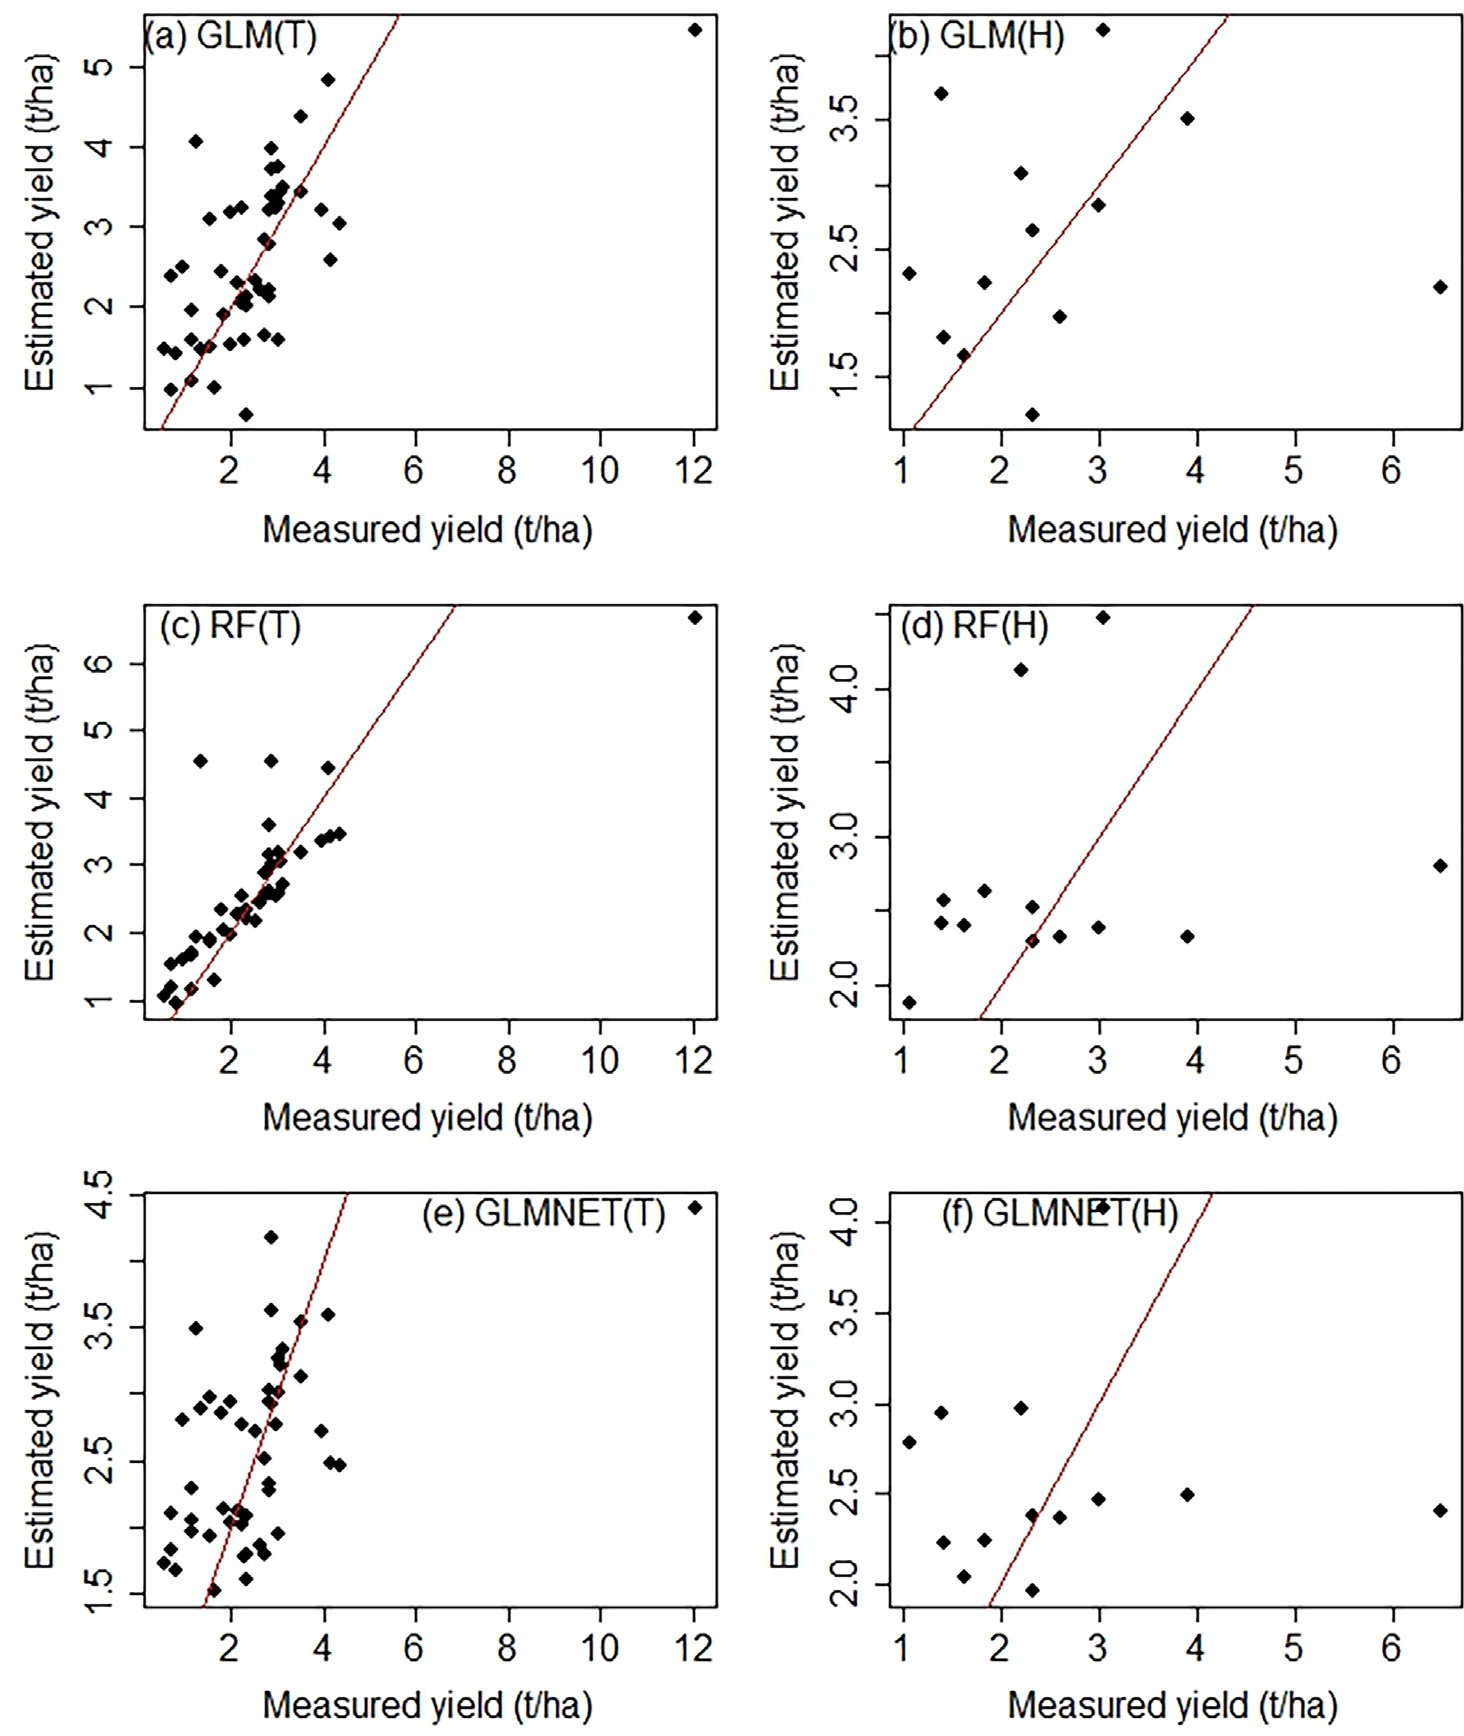 (a) GLM(T)
Estimated yield (t/ha)
5
4
3
2
1
2 4 6 8 10 12
Measured yield (t/ha)
(b) GLM(H)
Estimated yield (t/ha)
3.5
2.5
1.5
1 2 3 4 5 6
Measured yield (t/ha)
(c) RF(T)
Estimated yield (t/ha)
6
5
4
3
2
1
2 4 6 8 10 12
Measured yield (t/ha)
(d) RF(H)
Estimated yield (t/ha)
4.0
3.0
2.0
1 2 3 4 5 6
Measured yield (t/ha)
(e) GLMNET(T)
Estimated yield (t/ha)
4.5
3.5
2.5
1.5
2 4 6 8 10 12
Measured yield (t/ha)
(f) GLMNET(H)
Estimated yield (t/ha)
4.0
3.5
3.0
2.5
2.0
1 2 3 4 5 6
Measured yield (t/ha)